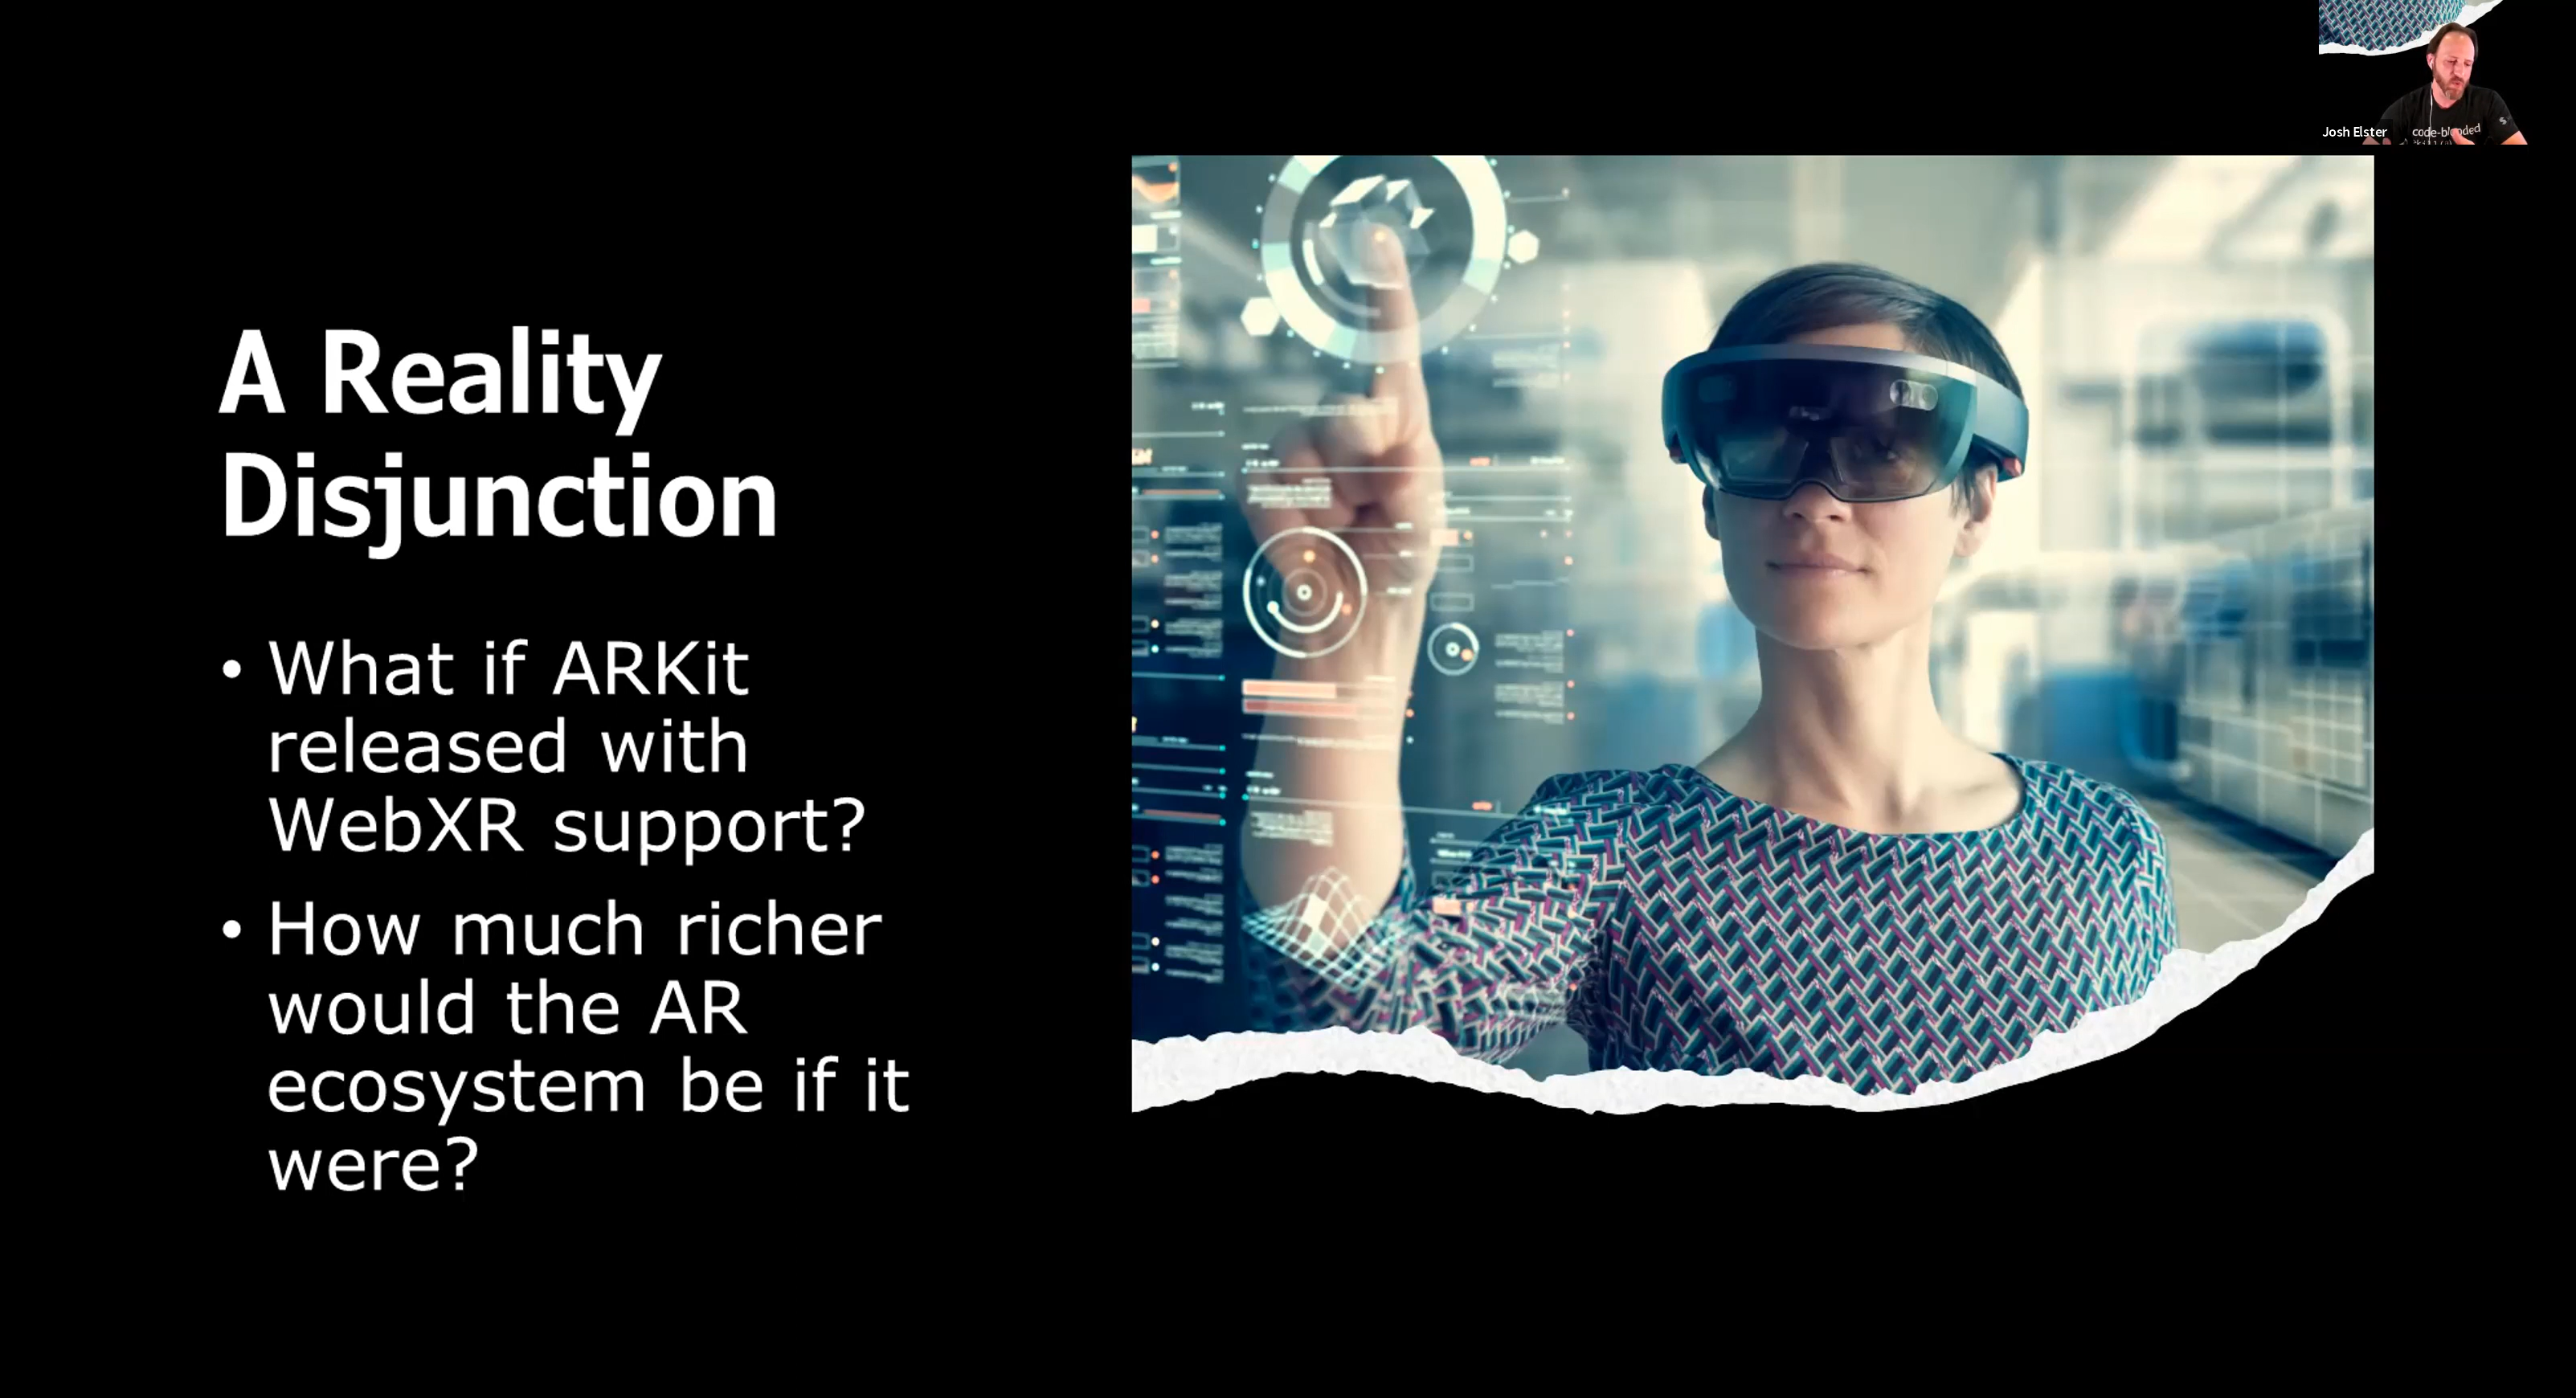 Josh Elster
A Reality
Disjunction
• What if ARKit
released with
WebXR support?
• How much richer
would the AR
ecosystem be if it
were?